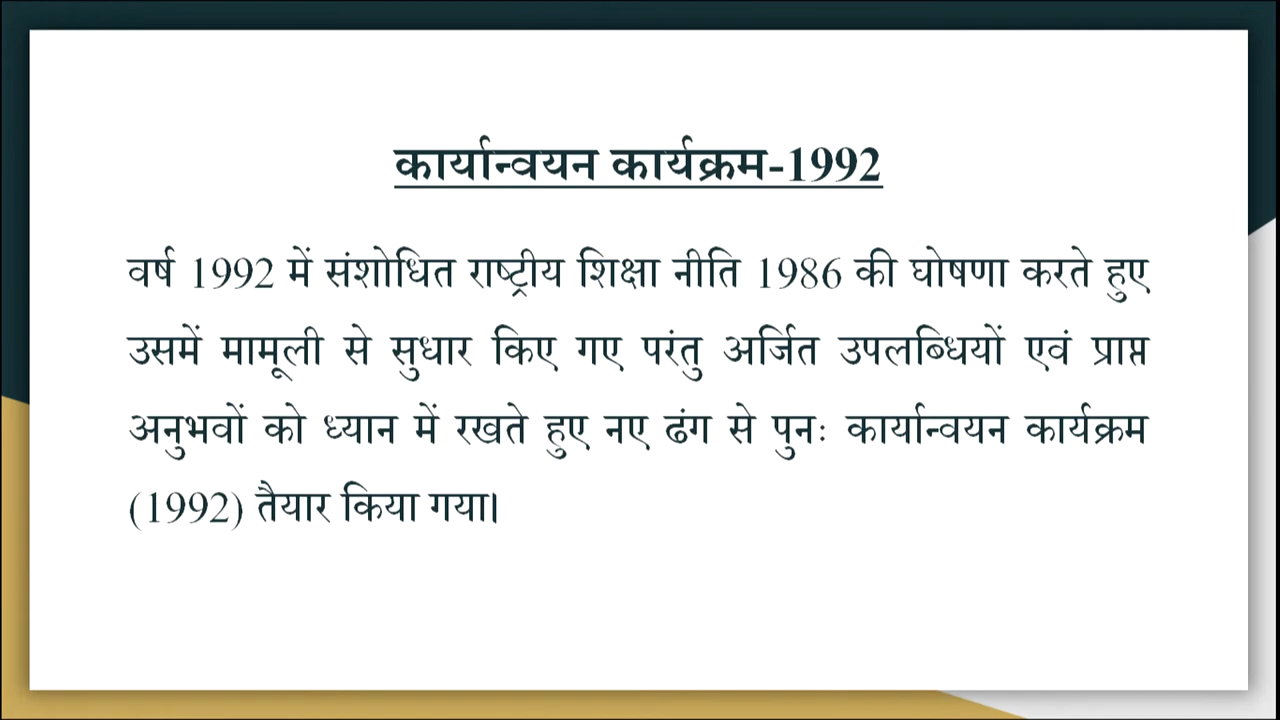 कार्यान्वयन कार्यक्रम-1992
वर्ष 1992 में संशोधित राष्ट्रीय शिक्षा नीति 1986 की घोषणा करते हुए
उसमें मामूली से सुधार किए गए परंतु अर्जित उपलब्धियों एवं प्राप्त
अनुभवों को ध्यान में रखते हुए नए ढंग से पुनः कार्यान्वयन कार्यक्रम
(1992) तैयार किया गया।